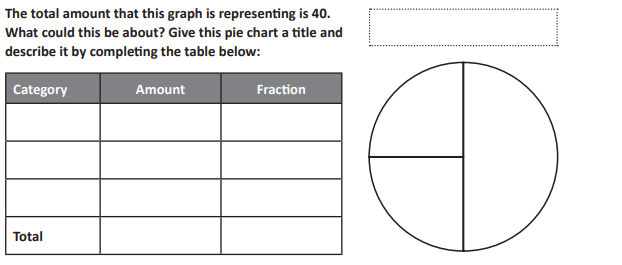 The total amount that this graph is representing is 40.
What could this be about? Give this pie chart a title and
describe it by completing the table below:
Category Amount Fraction
Total